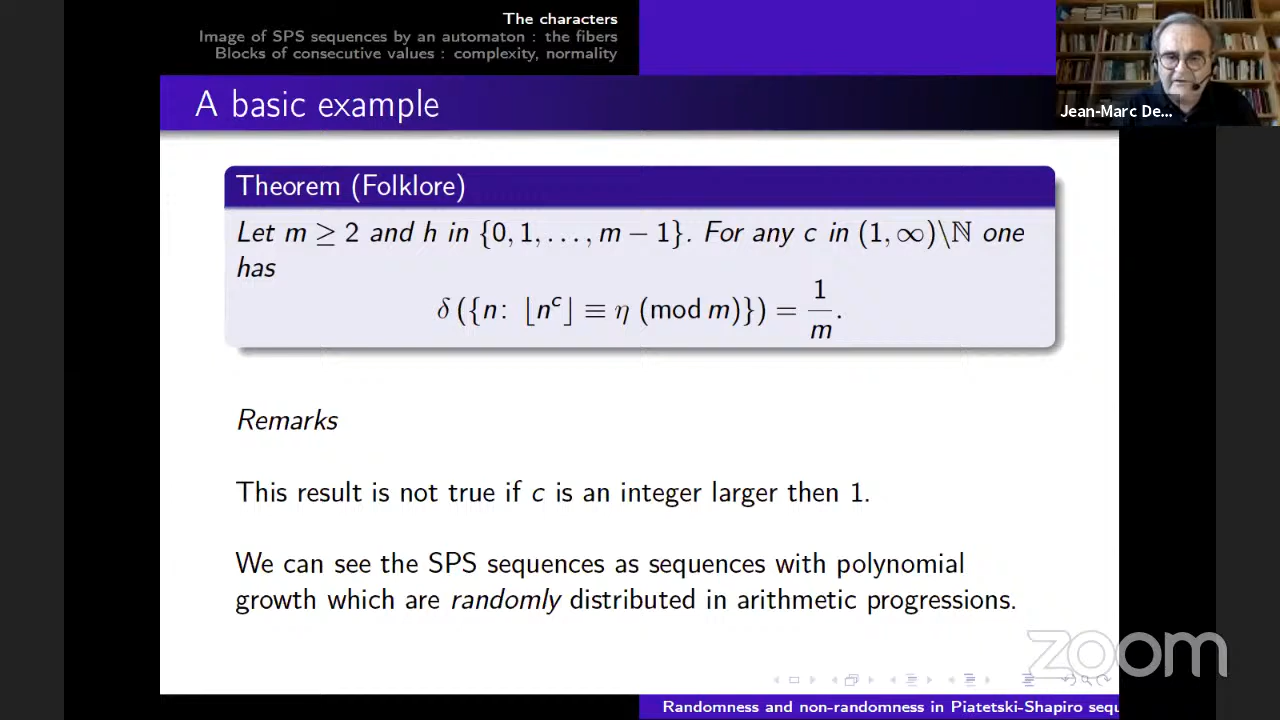 The characters
Image of SPS sequences by an automaton : the fibers
Blocks of consecutive values : complexity, normality
Jean-Marc De...
A basic example
Theorem (Folklore)
Let m ≥ 2 and h in {0, 1, . . . , m − 1}. For any c in (1, ∞)\ℕ one
has
δ ({n: ⌊n^c⌋ ≡ η (mod m)}) = 1/m.
Remarks
This result is not true if c is an integer larger then 1.
We can see the SPS sequences as sequences with polynomial
growth which are randomly distributed in arithmetic progressions.
zoom
Randomness and non-randomness in Piatetski-Shapiro sequ